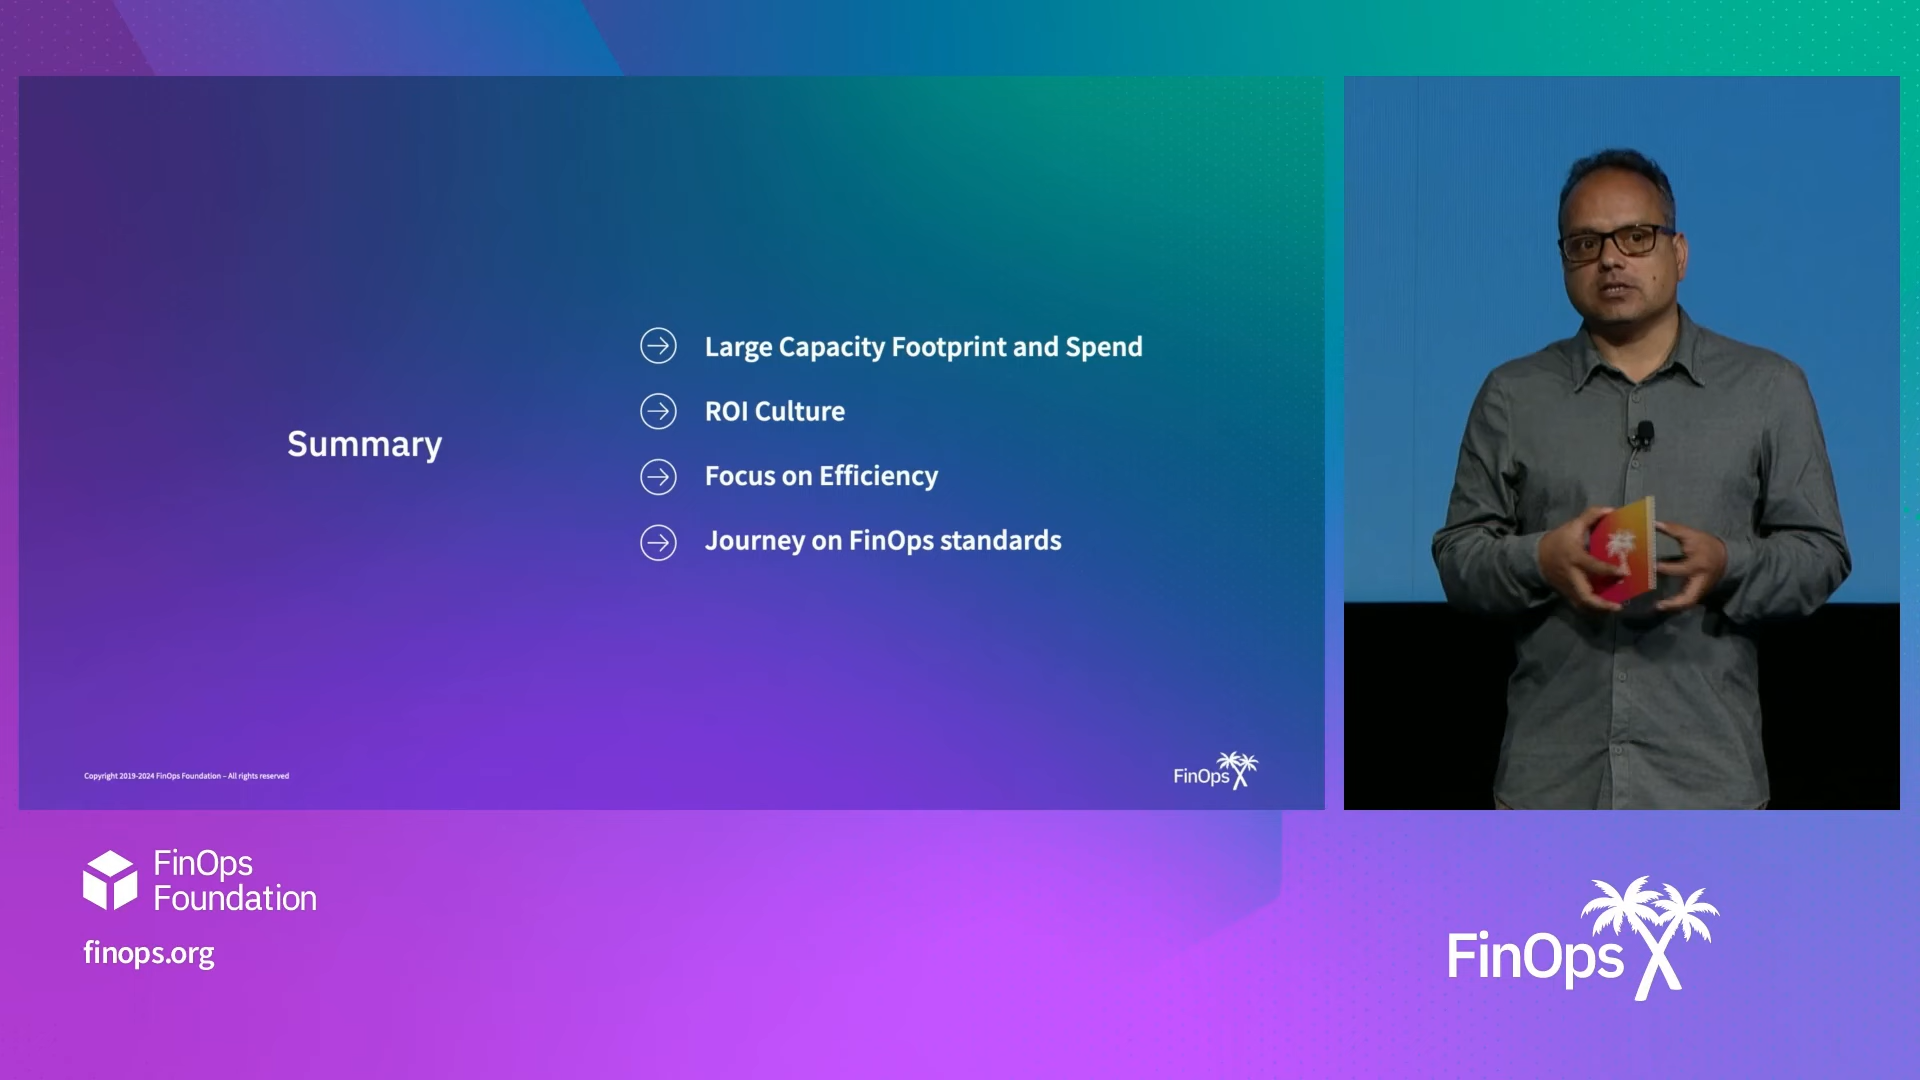 Summary
Large Capacity Footprint and Spend
ROI Culture
Focus on Efficiency
Journey on FinOps standards
Copyright 2019-2024 FinOps Foundation – All rights reserved
FinOps X
FinOps
Foundation
finops.org
FinOps X